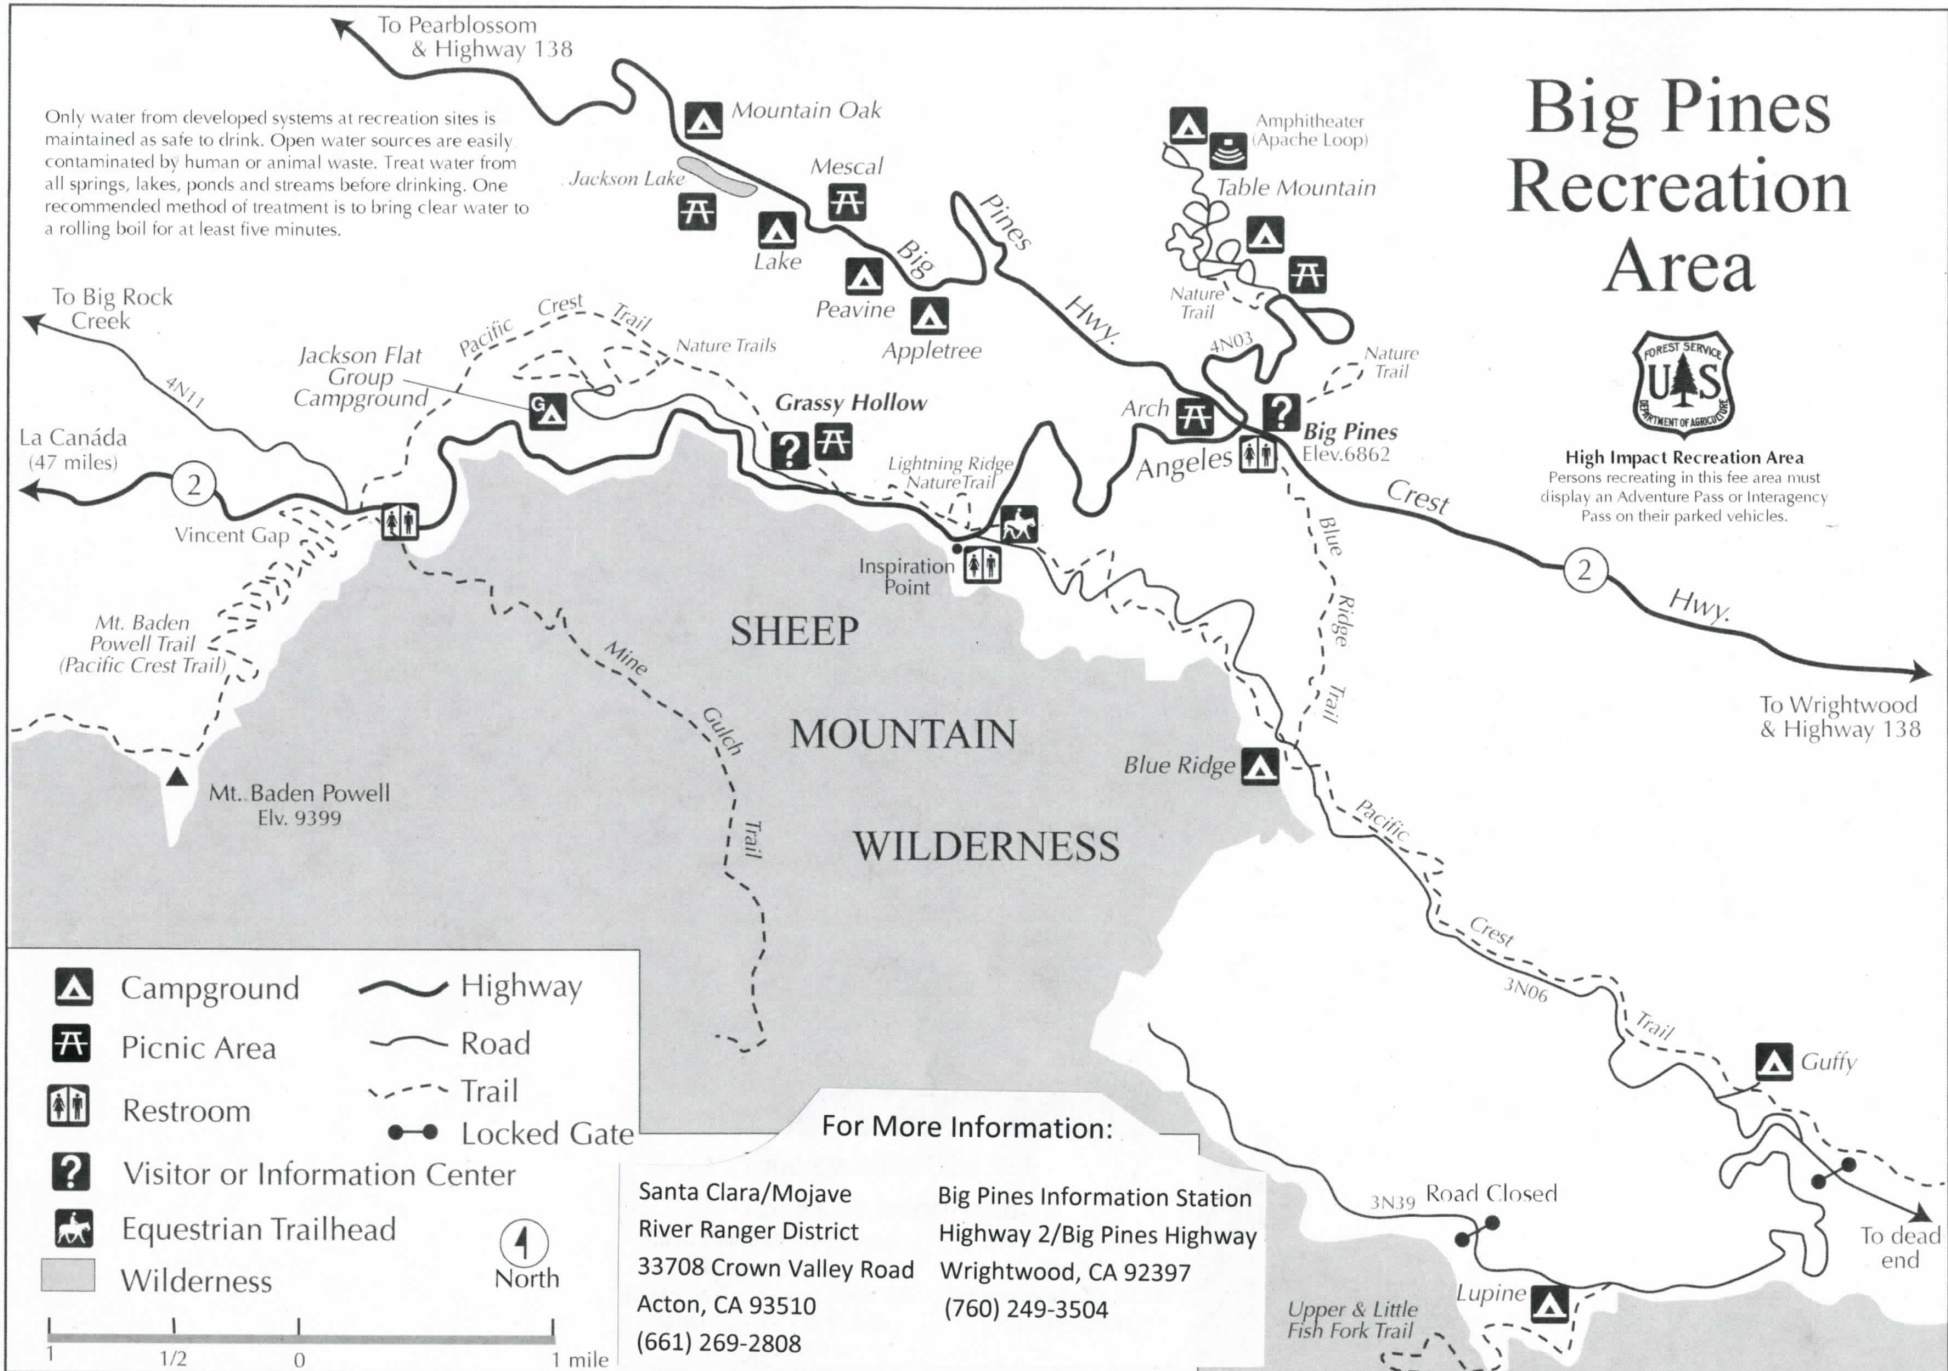 To Pearblossom
& Highway 138
Big Pines
Recreation
Area
Only water from developed systems at recreation sites is
maintained as safe to drink. Open water sources are easily
contaminated by human or animal waste. Treat water from
all springs, lakes, ponds and streams before drinking. One
recommended method of treatment is to bring clear water to
a rolling boil for at least five minutes.
Mountain Oak
Jackson Lake
Mescal
Lake
Peavine
Appletree
Big Pines Hwy.
Amphitheater
(Apache Loop)
Table Mountain
Nature
Trail
4N03
Nature
Trail
FOREST SERVICE
U S
DEPARTMENT OF AGRICULTURE
High Impact Recreation Area
Persons recreating in this fee area must
display an Adventure Pass or Interagency
Pass on their parked vehicles.
To Big Rock
Creek
4N11
La Canáda
(47 miles)
2
Pacific Crest Trail
Nature Trails
Jackson Flat
Group
Campground
G
Grassy Hollow
?
Lightning Ridge
Nature Trail
Arch
?
Big Pines
Elev.6862
Angeles Crest Hwy.
2
To Wrightwood
& Highway 138
Vincent Gap
Inspiration
Point
Blue Ridge Trail
Mt. Baden
Powell Trail
(Pacific Crest Trail)
Mt. Baden Powell
Elv. 9399
Mine Gulch Trail
SHEEP
MOUNTAIN
WILDERNESS
Blue Ridge
Pacific Crest Trail
3N06
Guffy
To dead
end
3N39
Road Closed
Lupine
Upper & Little
Fish Fork Trail
Campground
Picnic Area
Restroom
?
Visitor or Information Center
Equestrian Trailhead
Wilderness
Highway
Road
Trail
Locked Gate
North
1 1/2 0 1 mile
For More Information:
Santa Clara/Mojave
River Ranger District
33708 Crown Valley Road
Acton, CA 93510
(661) 269-2808
Big Pines Information Station
Highway 2/Big Pines Highway
Wrightwood, CA 92397
(760) 249-3504